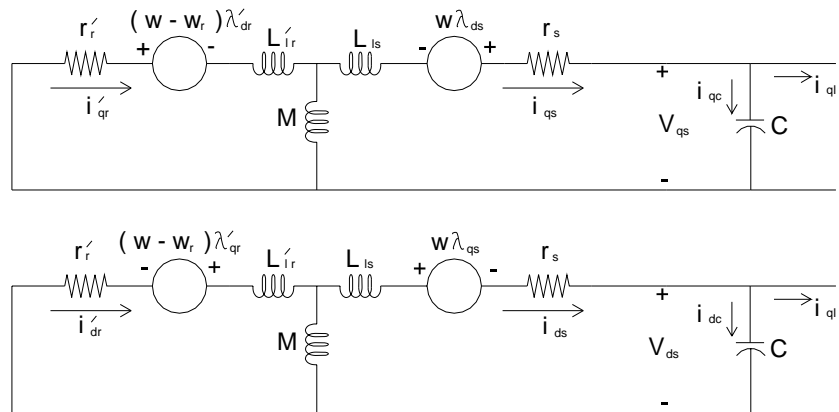 (w - wr) λ′dr
r′r + - L′lr Lls - wλds + rs
i′qr M iqs + Vqs - iqc C iql
(w - wr) λ′qr
r′r - + L′lr Lls + wλqs - rs
i′dr M ids + Vds - idc C iql